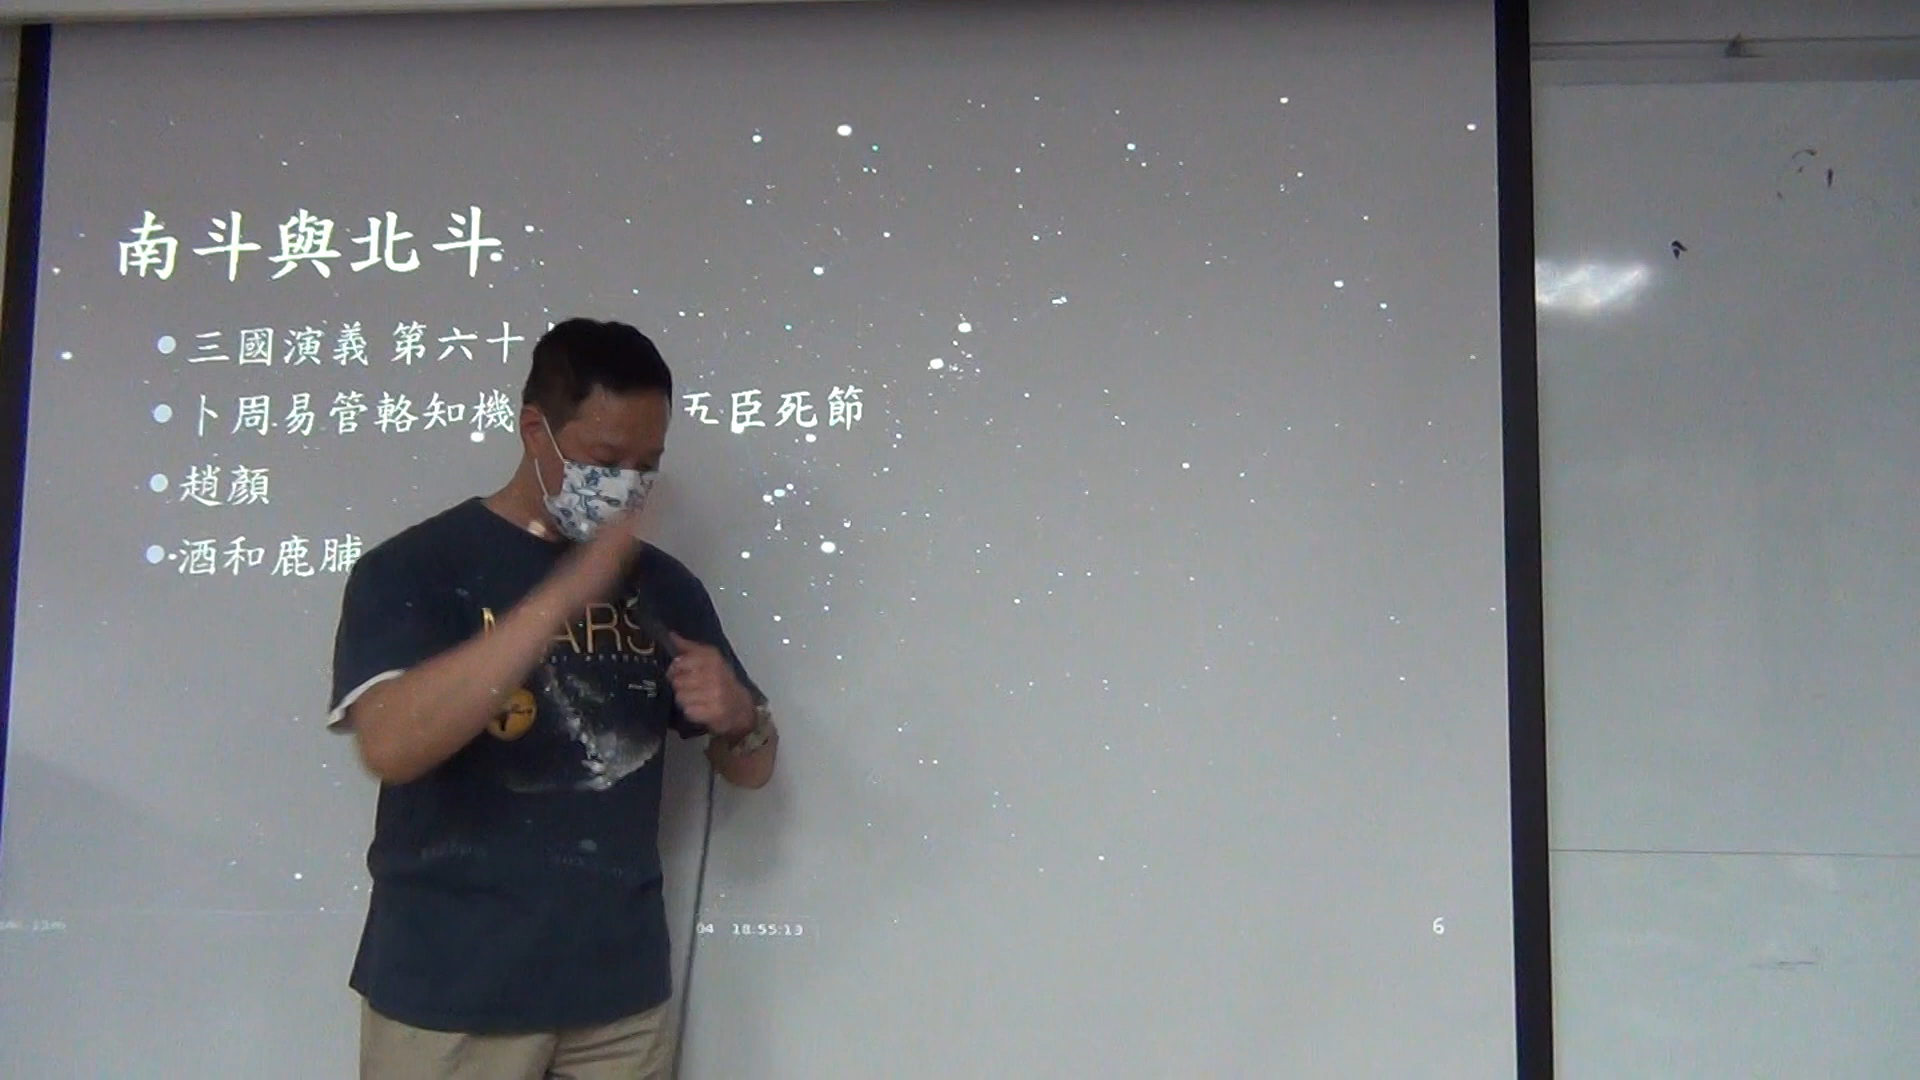 南斗與北斗
三國演義 第六十
卜周易管輅知機 五臣死節
趙顏
酒和鹿脯
MARS
04 18:55:13
6